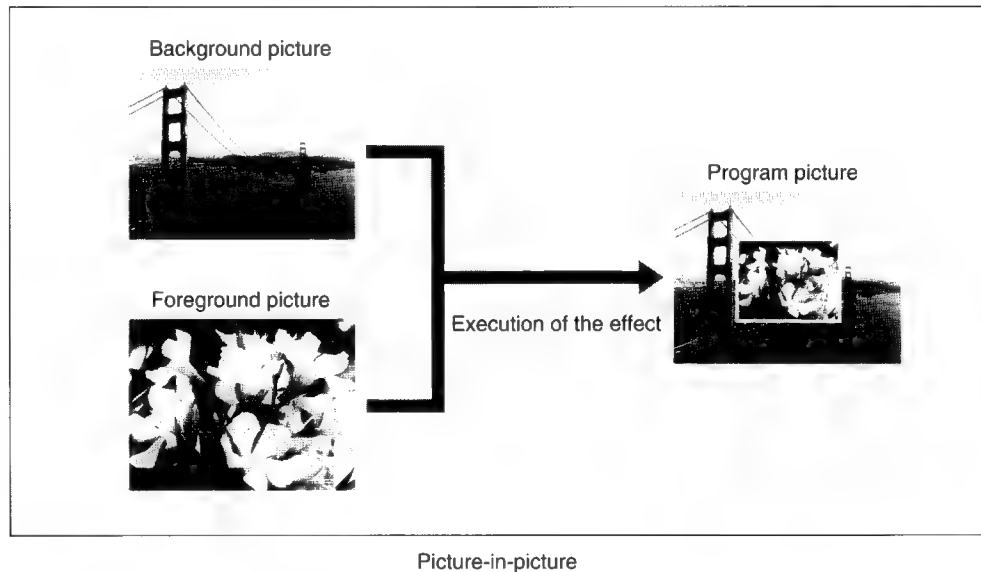 Background picture
Program picture
Foreground picture
Execution of the effect
Picture-in-picture